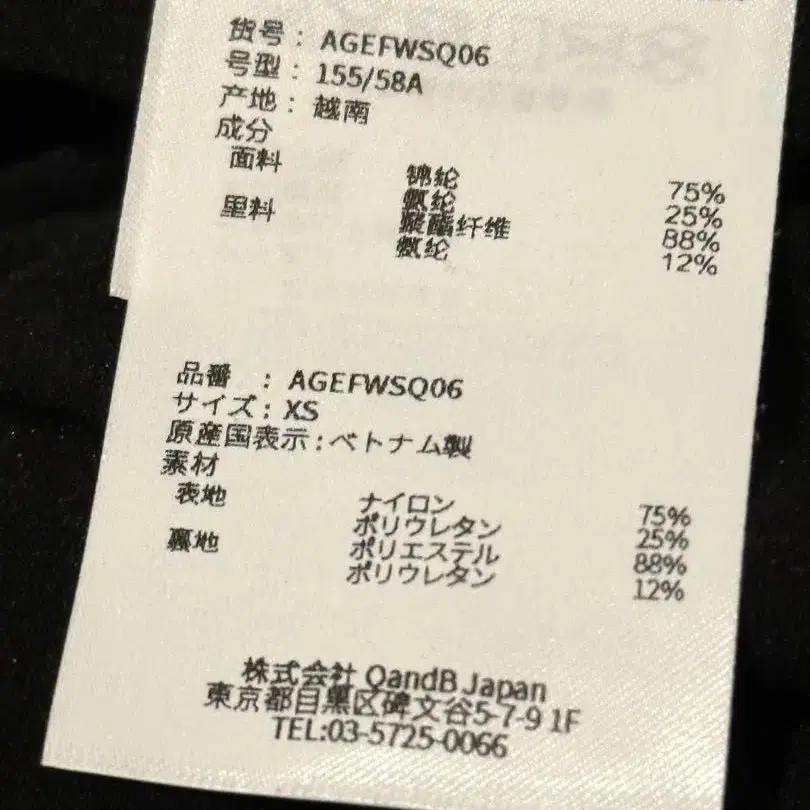 货号：AGEFWSQ06
号型：155/58A
产地：越南
成分
面料 锦纶 75%
氨纶 25%
里料 聚酯纤维 88%
氨纶 12%
品番 : AGEFWSQ06
サイズ: XS
原産国表示:ベトナム製
素材
表地 ナイロン 75%
ポリウレタン 25%
裏地 ポリエステル 88%
ポリウレタン 12%
株式会社 QandB Japan
東京都目黒区碑文谷5-7-9 1F
TEL:03-5725-0066